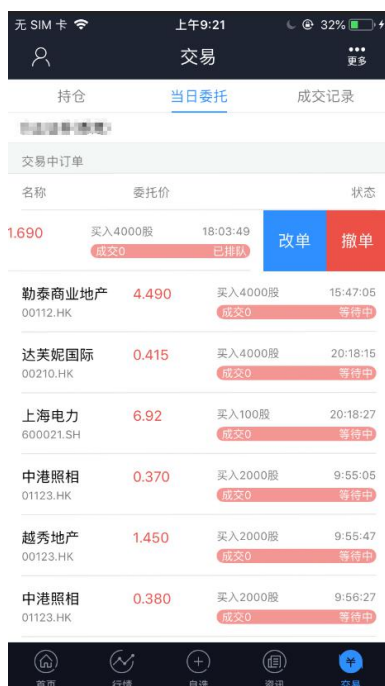 无 SIM 卡 上午9:21 32%
交易 更多
持仓 当日委托 成交记录
交易中订单
名称 委托价 状态
1.690 买入4000股 18:03:49 改单 撤单
成交0 已排队
勤泰商业地产 4.490 买入4000股 15:47:05
00112.HK 成交0 等待中
达芙妮国际 0.415 买入4000股 20:18:15
00210.HK 成交0 等待中
上海电力 6.92 买入100股 20:18:27
600021.SH 成交0 等待中
中港照相 0.370 买入2000股 9:55:05
01123.HK 成交0 等待中
越秀地产 1.450 买入2000股 9:55:47
00123.HK 成交0 等待中
中港照相 0.380 买入2000股 9:56:27
01123.HK 成交0 等待中
首页 行情 自选 资讯 交易